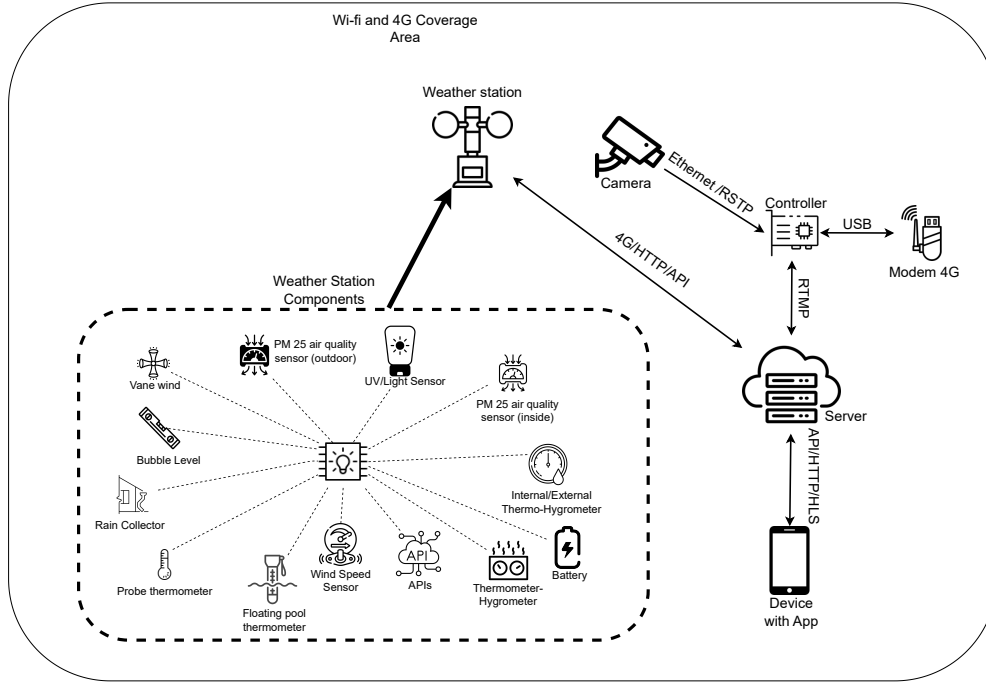 Wi-fi and 4G Coverage
Area
Weather station
Camera
Ethernet /RSTP
Controller
USB
Modem 4G
4G/HTTP/API
RTMP
Server
API/HTTP/HLS
Device
with App
Weather Station
Components
Vane wind
PM 25 air quality
sensor (outdoor)
UV/Light Sensor
PM 25 air quality
sensor (inside)
Bubble Level
Internal/External
Thermo-Hygrometer
Rain Collector
Probe thermometer
Floating pool
thermometer
Wind Speed
Sensor
API
APIs
Thermometer-
Hygrometer
Battery